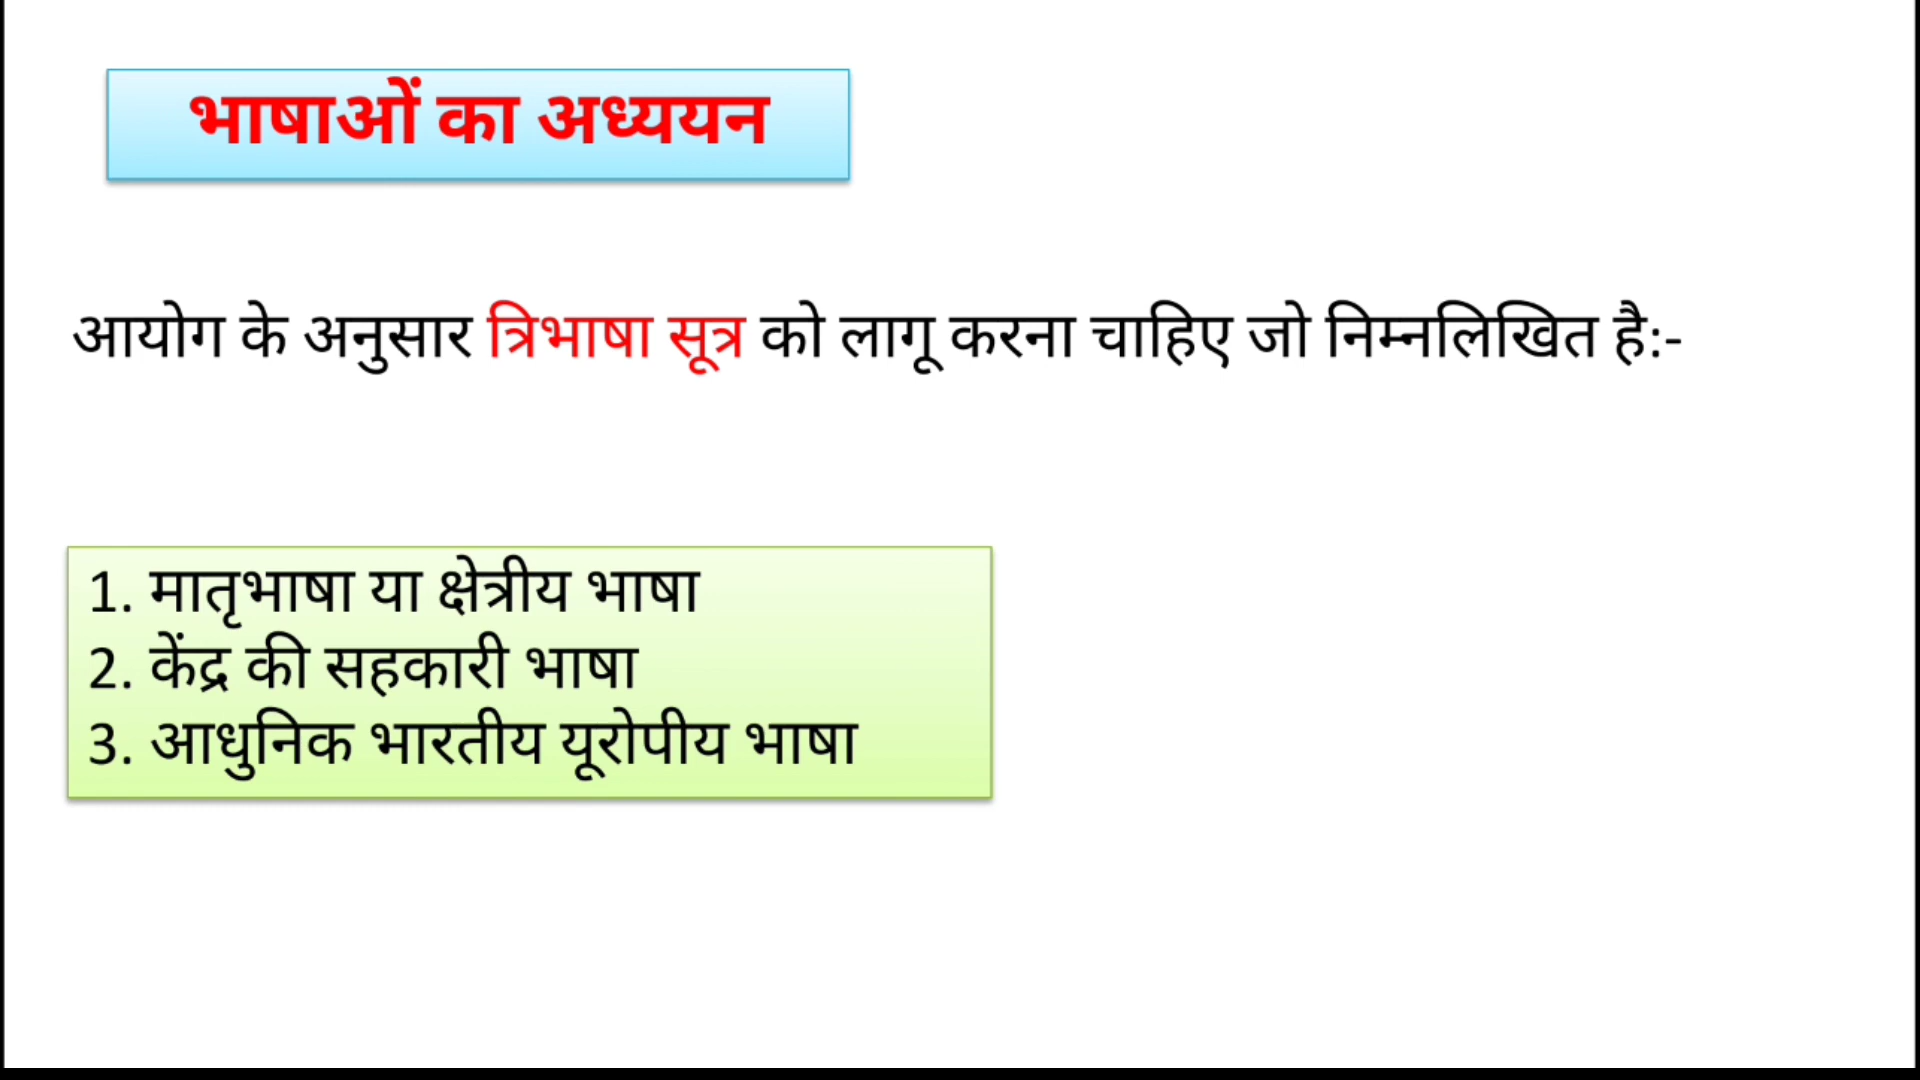 भाषाओं का अध्ययन
आयोग के अनुसार त्रिभाषा सूत्र को लागू करना चाहिए जो निम्नलिखित है:-
1. मातृभाषा या क्षेत्रीय भाषा
2. केंद्र की सहकारी भाषा
3. आधुनिक भारतीय यूरोपीय भाषा